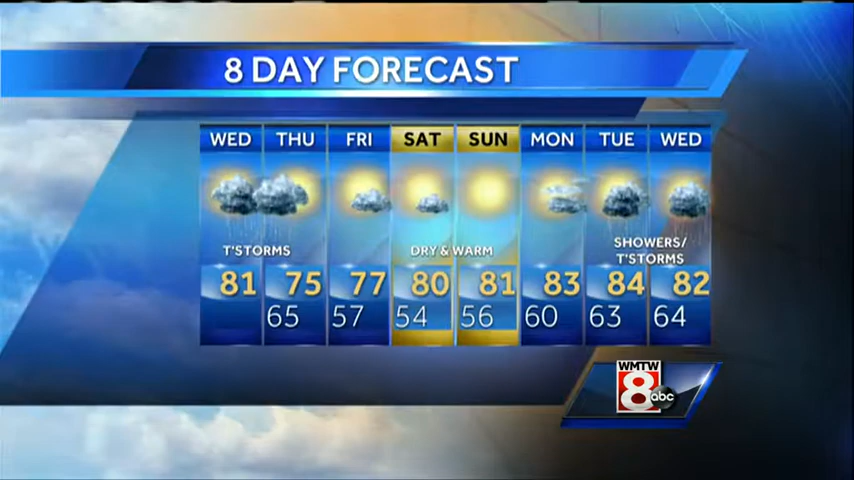 8 DAY FORECAST
WED THU FRI SAT SUN MON TUE WED
T'STORMS DRY & WARM SHOWERS/
T'STORMS
81 75 77 80 81 83 84 82
65 57 54 56 60 63 64
WMTW
8 abc